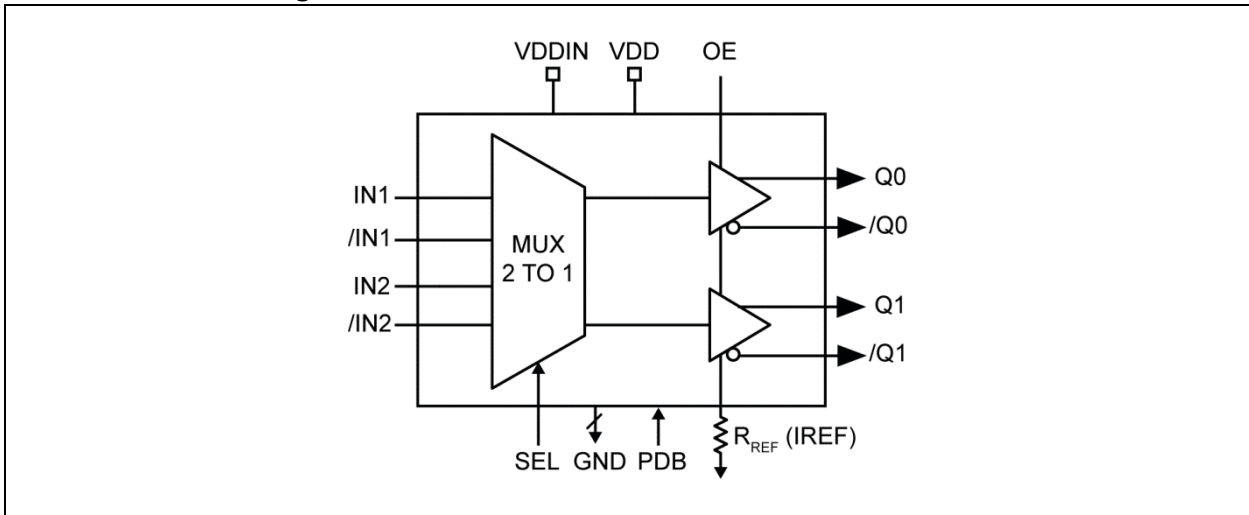 VDDIN VDD OE
IN1
/IN1
IN2
/IN2
MUX
2 TO 1
Q0
/Q0
Q1
/Q1
SEL GND PDB
RREF (IREF)